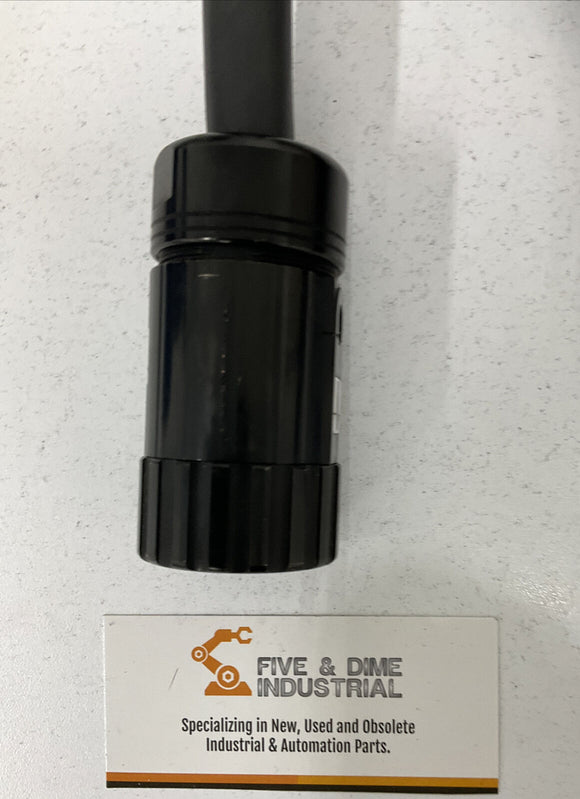 FIVE & DIME
INDUSTRIAL
Specializing in New, Used and Obsolete
Industrial & Automation Parts.